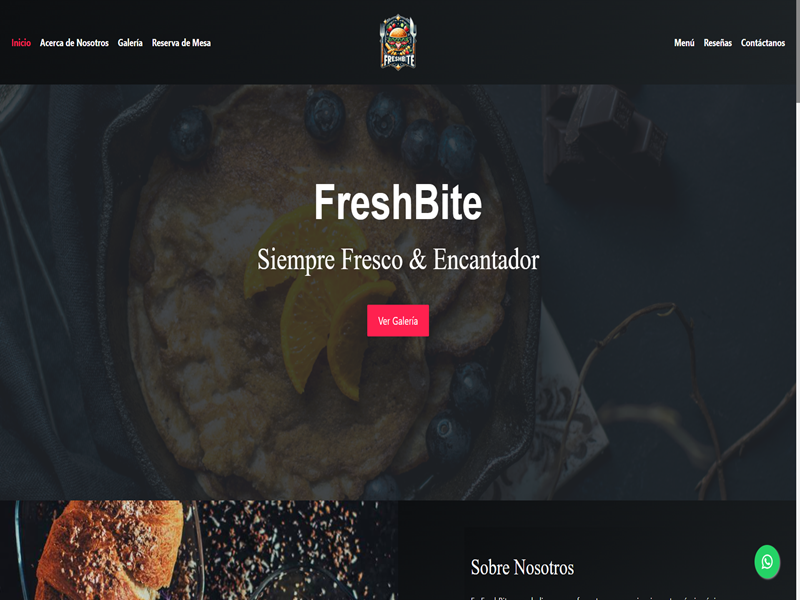 Inicio Acerca de Nosotros Galería Reserva de Mesa
FRESHBITE
Menú Reseñas Contáctanos
FreshBite
Siempre Fresco & Encantador
Ver Galería
Sobre Nosotros